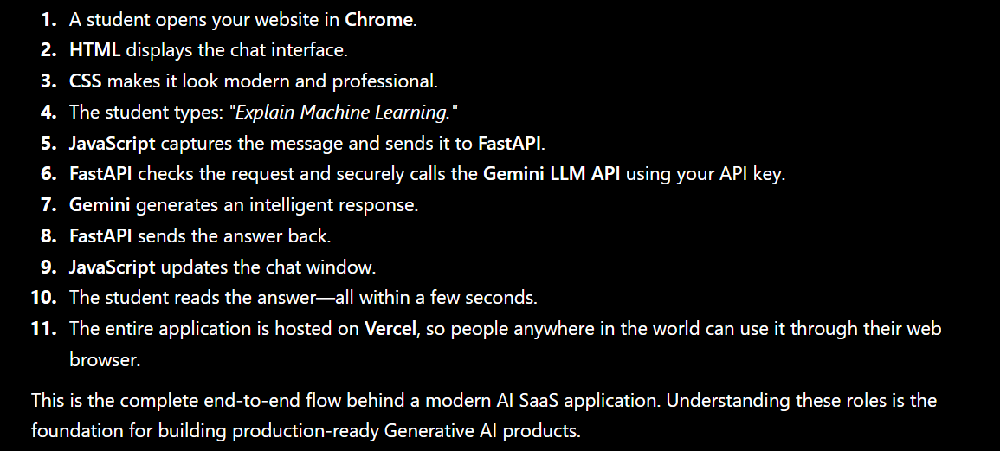 1. A student opens your website in Chrome.
2. HTML displays the chat interface.
3. CSS makes it look modern and professional.
4. The student types: "Explain Machine Learning."
5. JavaScript captures the message and sends it to FastAPI.
6. FastAPI checks the request and securely calls the Gemini LLM API using your API key.
7. Gemini generates an intelligent response.
8. FastAPI sends the answer back.
9. JavaScript updates the chat window.
10. The student reads the answer—all within a few seconds.
11. The entire application is hosted on Vercel, so people anywhere in the world can use it through their web
browser.
This is the complete end-to-end flow behind a modern AI SaaS application. Understanding these roles is the
foundation for building production-ready Generative AI products.